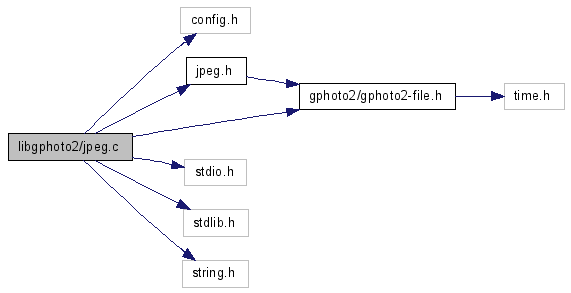 config.h
jpeg.h
gphoto2/gphoto2-file.h
time.h
libgphoto2/jpeg.c
stdio.h
stdlib.h
string.h